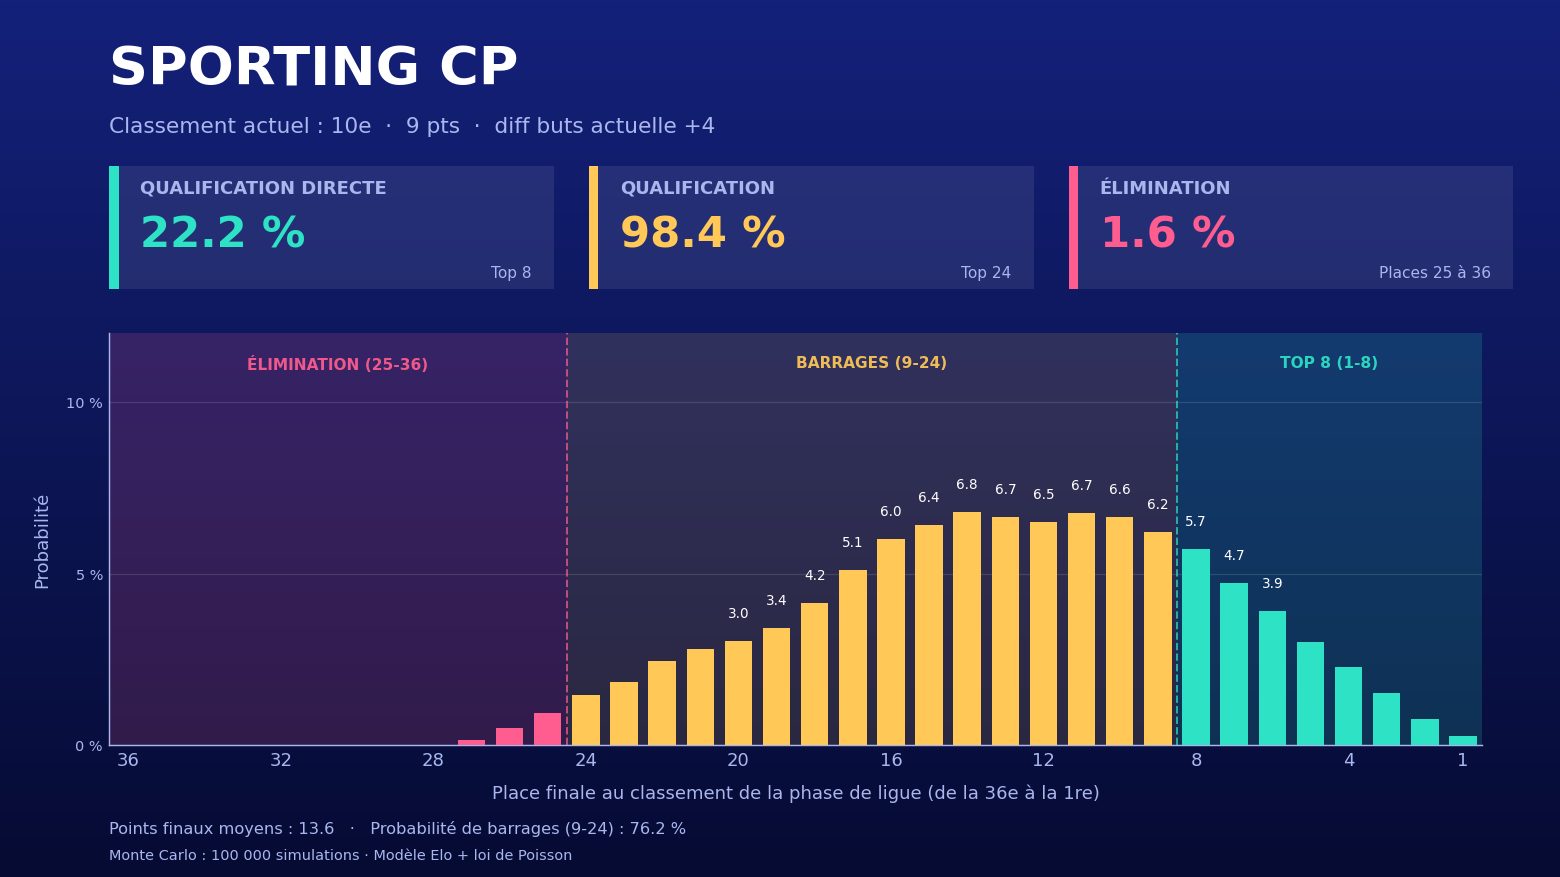 SPORTING CP
Classement actuel : 10e · 9 pts · diff buts actuelle +4
QUALIFICATION DIRECTE
22.2 %
Top 8
QUALIFICATION
98.4 %
Top 24
ÉLIMINATION
1.6 %
Places 25 à 36
ÉLIMINATION (25-36)
BARRAGES (9-24)
TOP 8 (1-8)
Probabilité
10 %
5 %
0 %
3.0
3.4
4.2
5.1
6.0
6.4
6.8
6.7
6.5
6.7
6.6
6.2
5.7
4.7
3.9
36 32 28 24 20 16 12 8 4 1
Place finale au classement de la phase de ligue (de la 36e à la 1re)
Points finaux moyens : 13.6 · Probabilité de barrages (9-24) : 76.2 %
Monte Carlo : 100 000 simulations · Modèle Elo + loi de Poisson